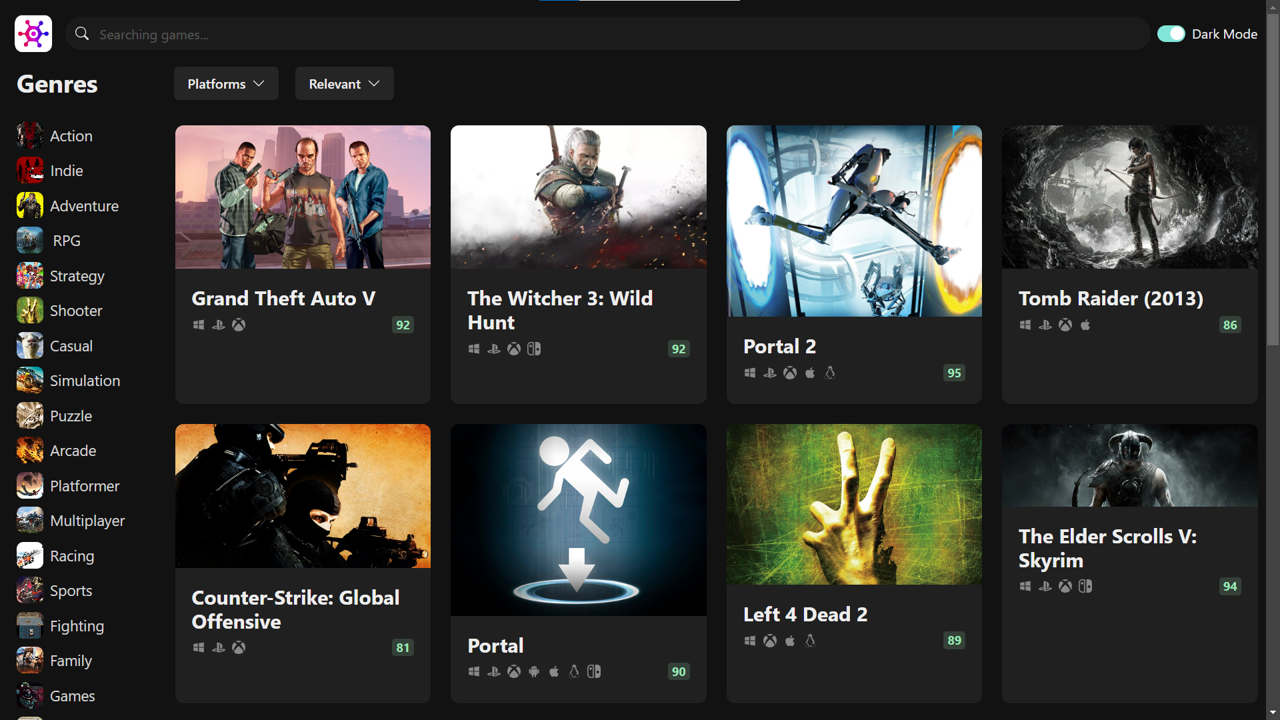 Searching games...
Dark Mode
Genres
Platforms
Relevant
Action
Indie
Adventure
RPG
Strategy
Shooter
Casual
Simulation
Puzzle
Arcade
Platformer
Multiplayer
Racing
Sports
Fighting
Family
Games
Grand Theft Auto V
92
The Witcher 3: Wild
Hunt
92
Portal 2
95
Tomb Raider (2013)
86
Counter-Strike: Global
Offensive
81
Portal
90
Left 4 Dead 2
89
The Elder Scrolls V:
Skyrim
94